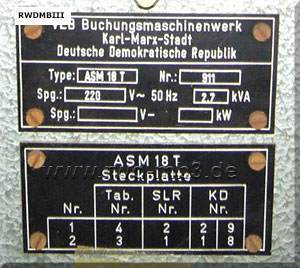 RWDMBIII
VEB Buchungsmaschinenwerk
Karl-Marx-Stadt
Deutsche Demokratische Republik
Type: ASM 18 T Nr.: 911
Spg.: 220 V~ 50 Hz 2.7 kVA
Spg.: V- kW
ASM 18 T
Steckplatte
Tab. SLR KD
Nr. Nr. Nr. Nr.
1 4 2 2 9
2 3 1 1 8